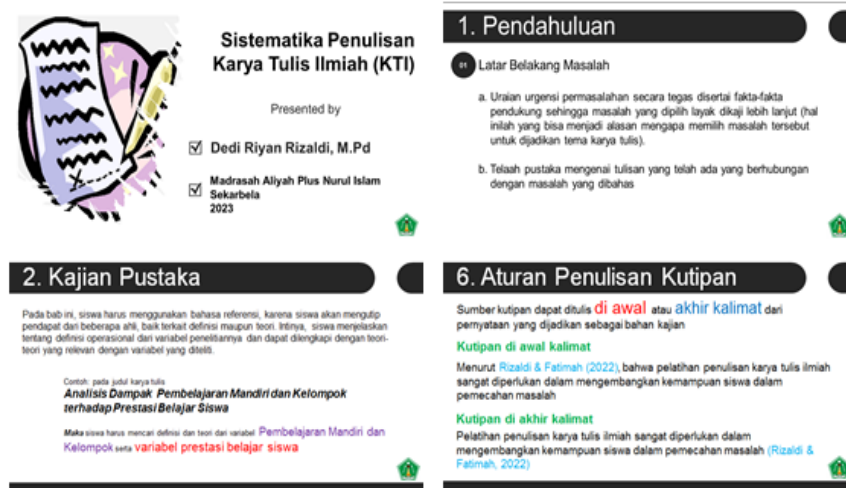 Sistematika Penulisan
Karya Tulis Ilmiah (KTI)
Presented by
Dedi Riyan Rizaldi, M.Pd
Madrasah Aliyah Plus Nurul Islam
Sekarbela
2023
1. Pendahuluan
01 Latar Belakang Masalah
a. Uraian urgensi permasalahan secara tegas disertai fakta-fakta
pendukung sehingga masalah yang dipilih layak dikaji lebih lanjut (hal
inilah yang bisa menjadi alasan mengapa memilih masalah tersebut
untuk dijadikan tema karya tulis).
b. Telaah pustaka mengenai tulisan yang telah ada yang berhubungan
dengan masalah yang dibahas
2. Kajian Pustaka
Pada bab ini, siswa harus menggunakan bahasa referensi, karena siswa akan mengutip
pendapat dari beberapa ahli, baik terkait definisi maupun teori. Intinya, siswa menjelaskan
tentang definisi operasional dari variabel penelitiannya dan dapat dilengkapi dengan teori-
teori yang relevan dengan variabel yang diteliti.
Contoh: pada judul karya tulis
Analisis Dampak Pembelajaran Mandiri dan Kelompok
terhadap Prestasi Belajar Siswa
Maka siswa harus mencari definisi dan teori dari variabel Pembelajaran Mandiri dan
Kelompok serta variabel prestasi belajar siswa
6. Aturan Penulisan Kutipan
Sumber kutipan dapat ditulis di awal atau akhir kalimat dari
pernyataan yang dijadikan sebagai bahan kajian
Kutipan di awal kalimat
Menurut Rizaldi & Fatimah (2022), bahwa pelatihan penulisan karya tulis ilmiah
sangat diperlukan dalam mengembangkan kemampuan siswa dalam
pemecahan masalah
Kutipan di akhir kalimat
Pelatihan penulisan karya tulis ilmiah sangat diperlukan dalam
mengembangkan kemampuan siswa dalam pemecahan masalah (Rizaldi &
Fatimah, 2022)